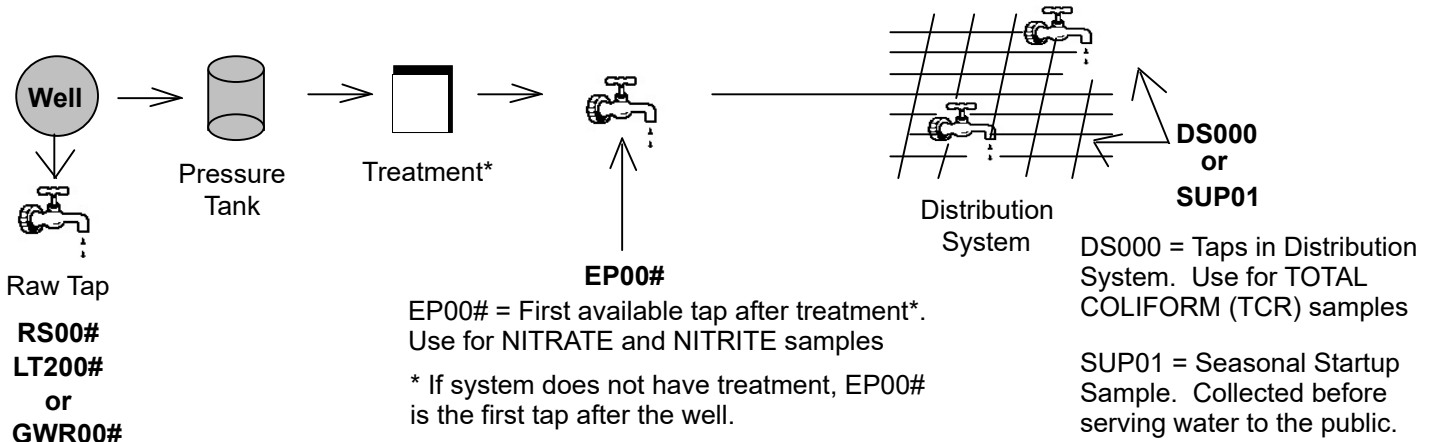 Well
Pressure
Tank
Treatment*
Raw Tap
RS00#
LT200#
or
GWR00#
EP00#
EP00# = First available tap after treatment*.
Use for NITRATE and NITRITE samples
* If system does not have treatment, EP00#
is the first tap after the well.
Distribution
System
DS000
or
SUP01
DS000 = Taps in Distribution
System. Use for TOTAL
COLIFORM (TCR) samples
SUP01 = Seasonal Startup
Sample. Collected before
serving water to the public.